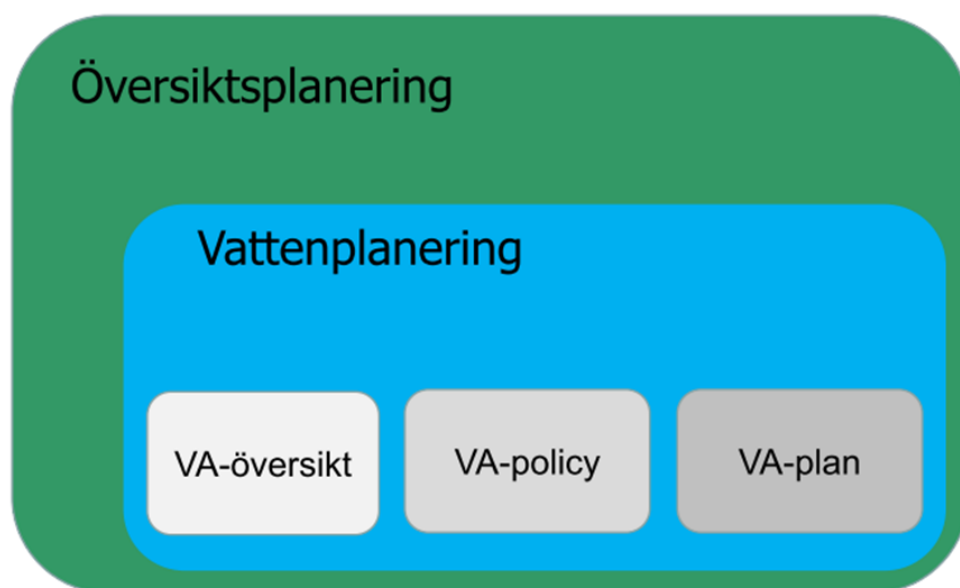 Översiktsplanering
Vattenplanering
VA-översikt
VA-policy
VA-plan